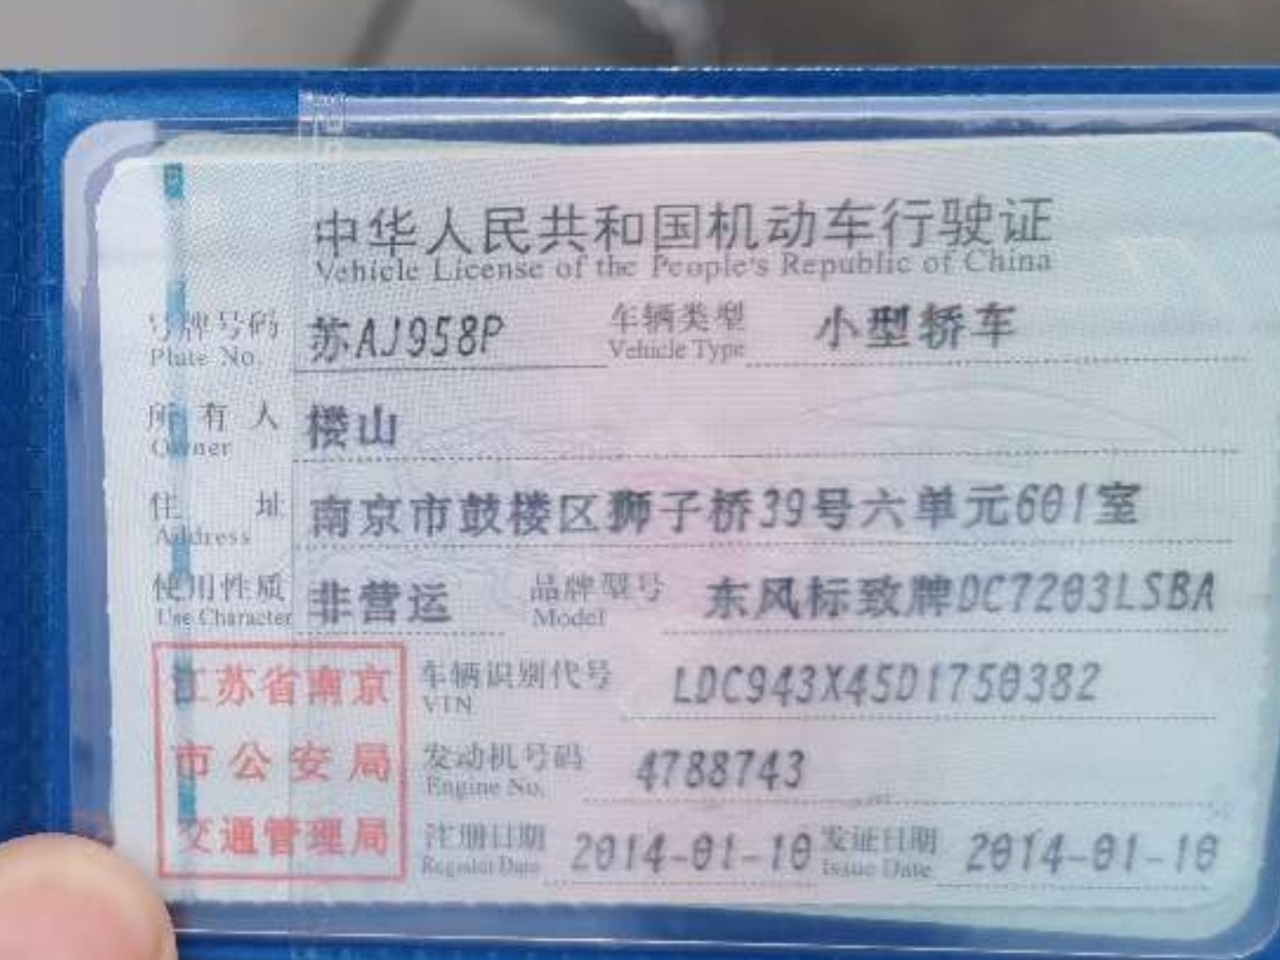 中华人民共和国机动车行驶证
Vehicle License of the People's Republic of China
号牌号码 苏AJ958P 车辆类型 小型轿车
Plate No. Vehicle Type
所有人 楼山
Owner
住址 南京市鼓楼区狮子桥39号六单元601室
Address
使用性质 非营运 品牌型号 东风标致牌DC7203LSBA
Use Character Model
江苏省南京
市公安局
交通管理局
车辆识别代号 LDC943X45D1750382
VIN
发动机号码 4788743
Engine No.
注册日期 2014-01-10 发证日期 2014-01-10
Register Date Issue Date